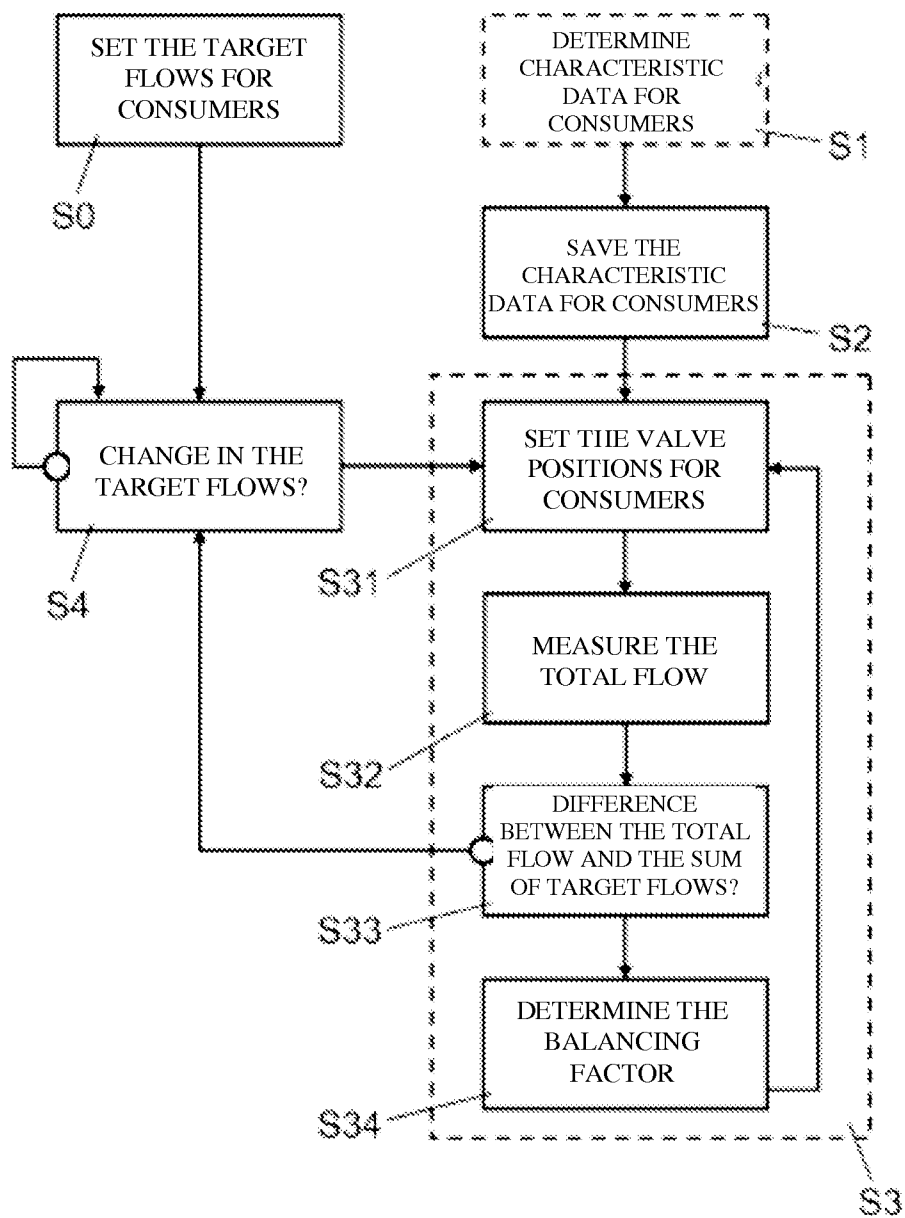 SET THE TARGET
FLOWS FOR
CONSUMERS
S0
DETERMINE
CHARACTERISTIC
DATA FOR
CONSUMERS
S1
SAVE THE
CHARACTERISTIC
DATA FOR CONSUMERS
S2
CHANGE IN THE
TARGET FLOWS?
S4
SET THE VALVE
POSITIONS FOR
CONSUMERS
S31
MEASURE THE
TOTAL FLOW
S32
DIFFERENCE
BETWEEN THE TOTAL
FLOW AND THE SUM
OF TARGET FLOWS?
S33
DETERMINE THE
BALANCING
FACTOR
S34
S3